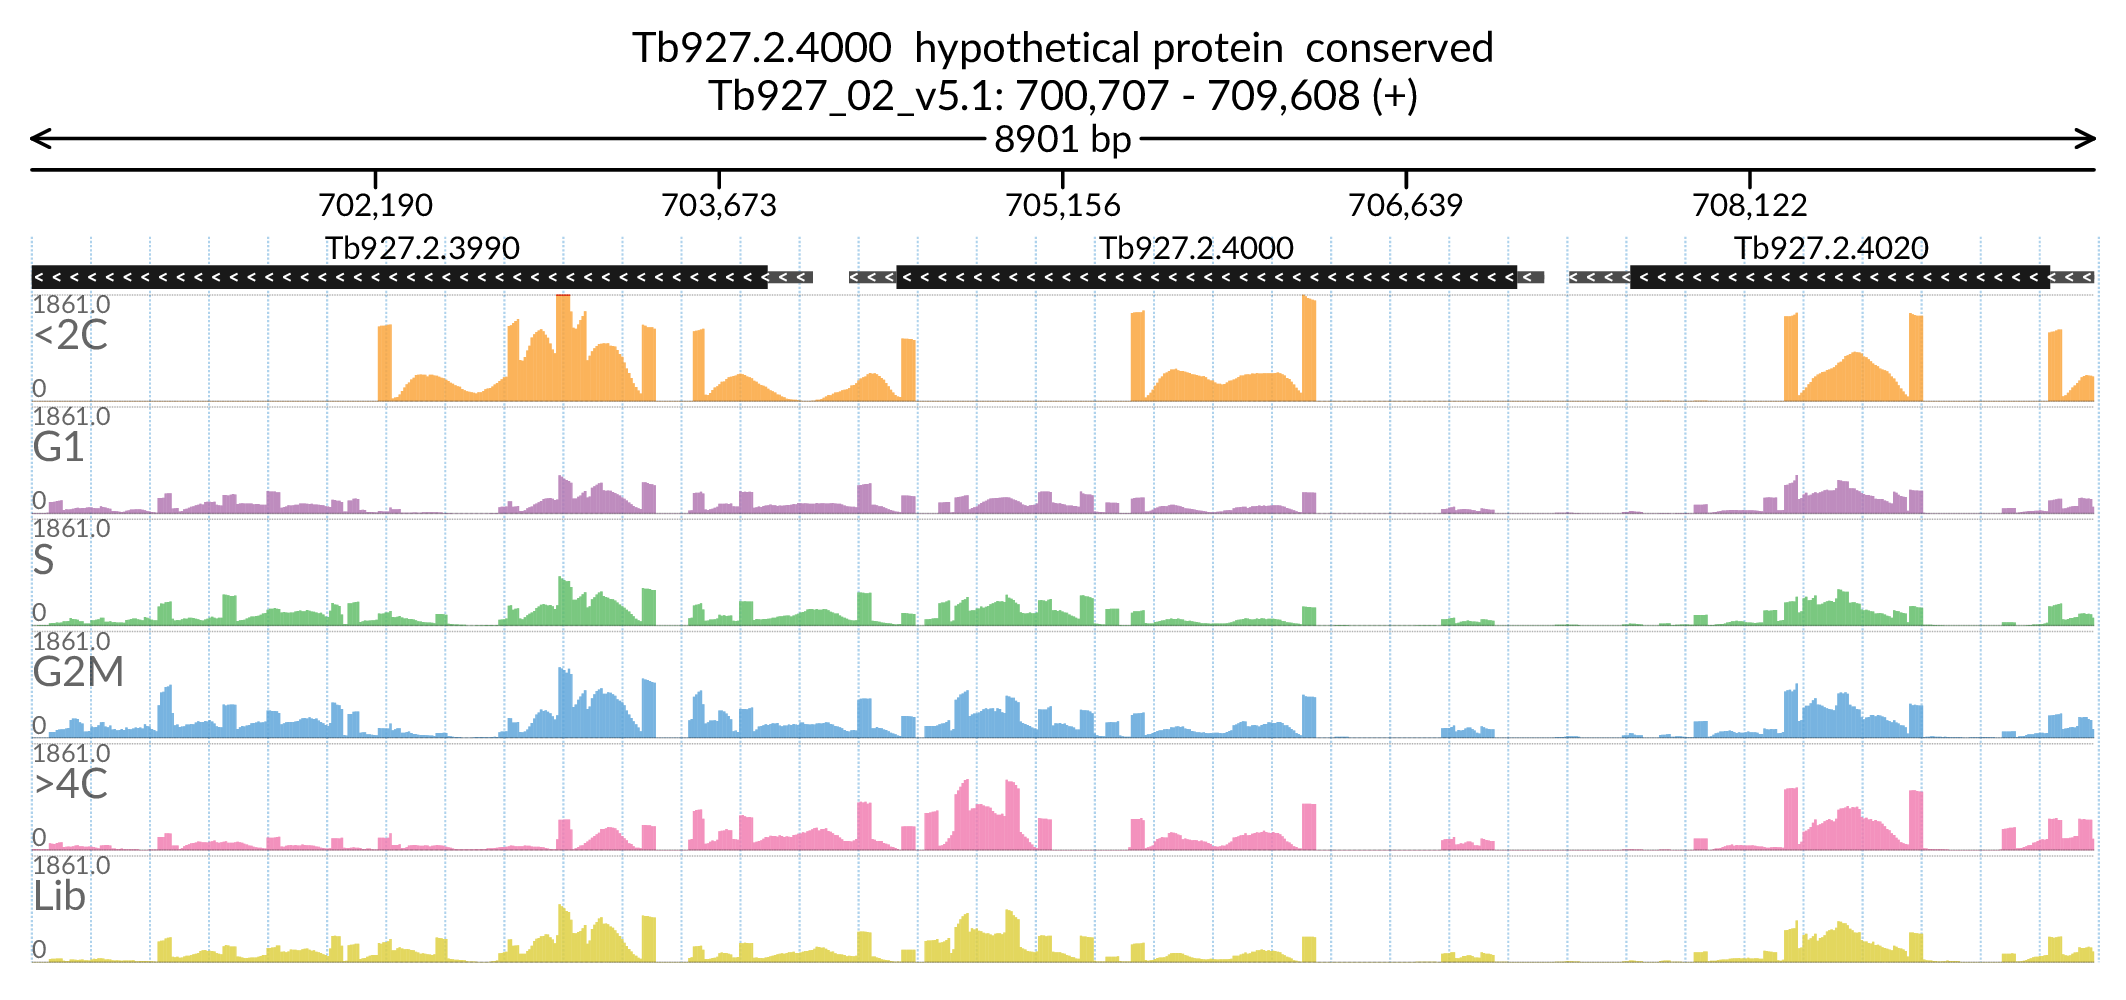 Tb927.2.4000  hypothetical protein  conserved
Tb927_02_v5.1: 700,707 - 709,608 (+)
8901 bp
702,190 703,673 705,156 706,639 708,122
Tb927.2.3990 Tb927.2.4000 Tb927.2.4020
1861.0
<2C
0
1861.0
G1
0
1861.0
S
0
1861.0
G2M
0
1861.0
>4C
0
1861.0
Lib
0